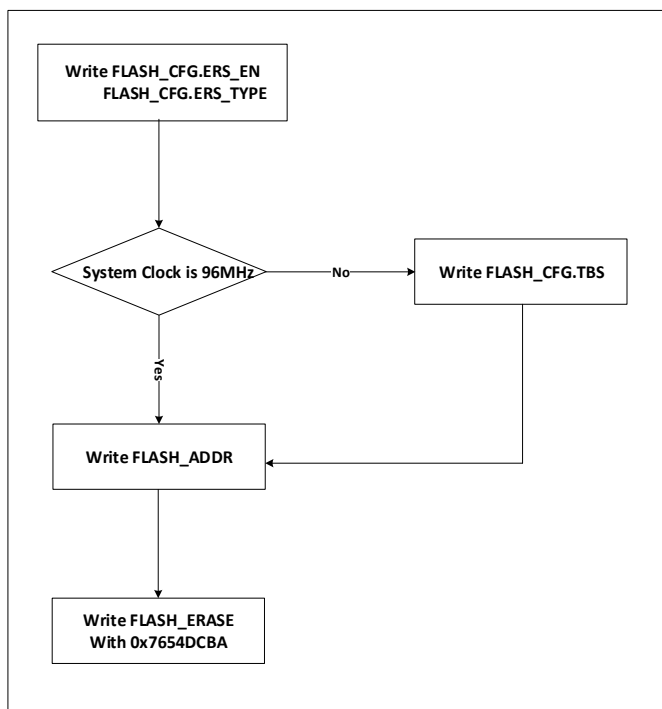 Write FLASH_CFG.ERS_EN
FLASH_CFG.ERS_TYPE
System Clock is 96MHz
No
Write FLASH_CFG.TBS
Yes
Write FLASH_ADDR
Write FLASH_ERASE
With 0x7654DCBA